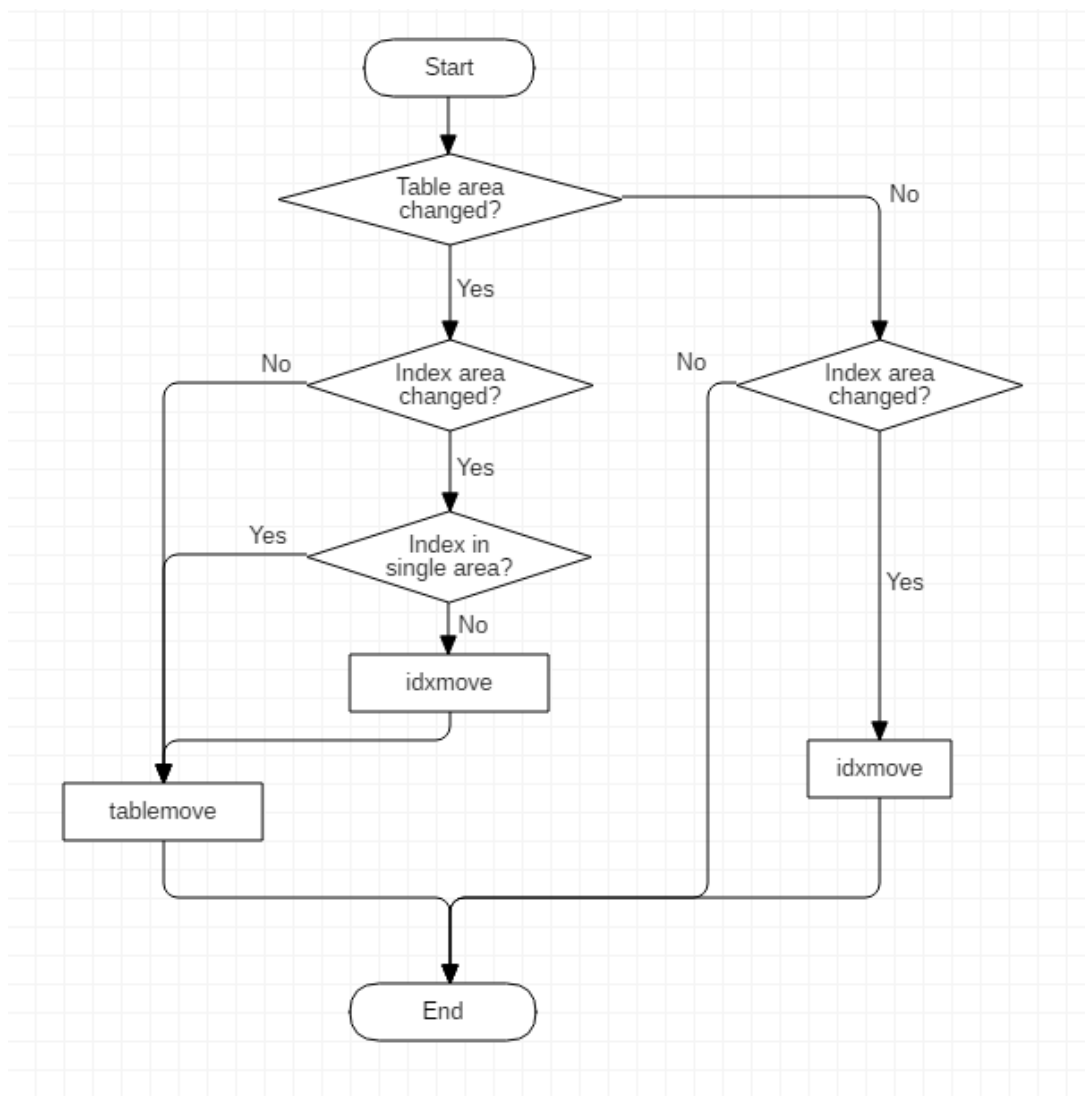 Start
Table area
changed?
No
Yes
No
Index area
changed?
No
Index area
changed?
Yes
Yes
Index in
single area?
Yes
No
idxmove
idxmove
tablemove
End